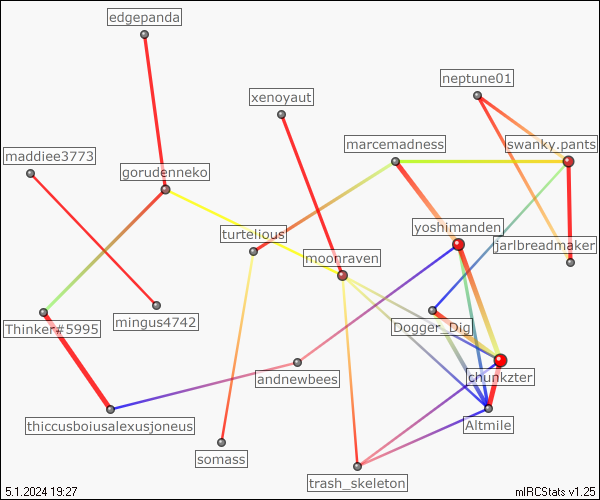 edgepanda
neptune01
xenoyaut
marcemadness
swanky.pants
maddiee3773
gorudenneko
turtelious
yoshimanden
jarlbreadmaker
moonraven
mingus4742
Thinker#5995
Dogger_Dig
andnewbees
chunkzter
thiccusboiusalexusjoneus
Altmile
somass
trash_skeleton
5.1.2024 19:27
mIRCStats v1.25